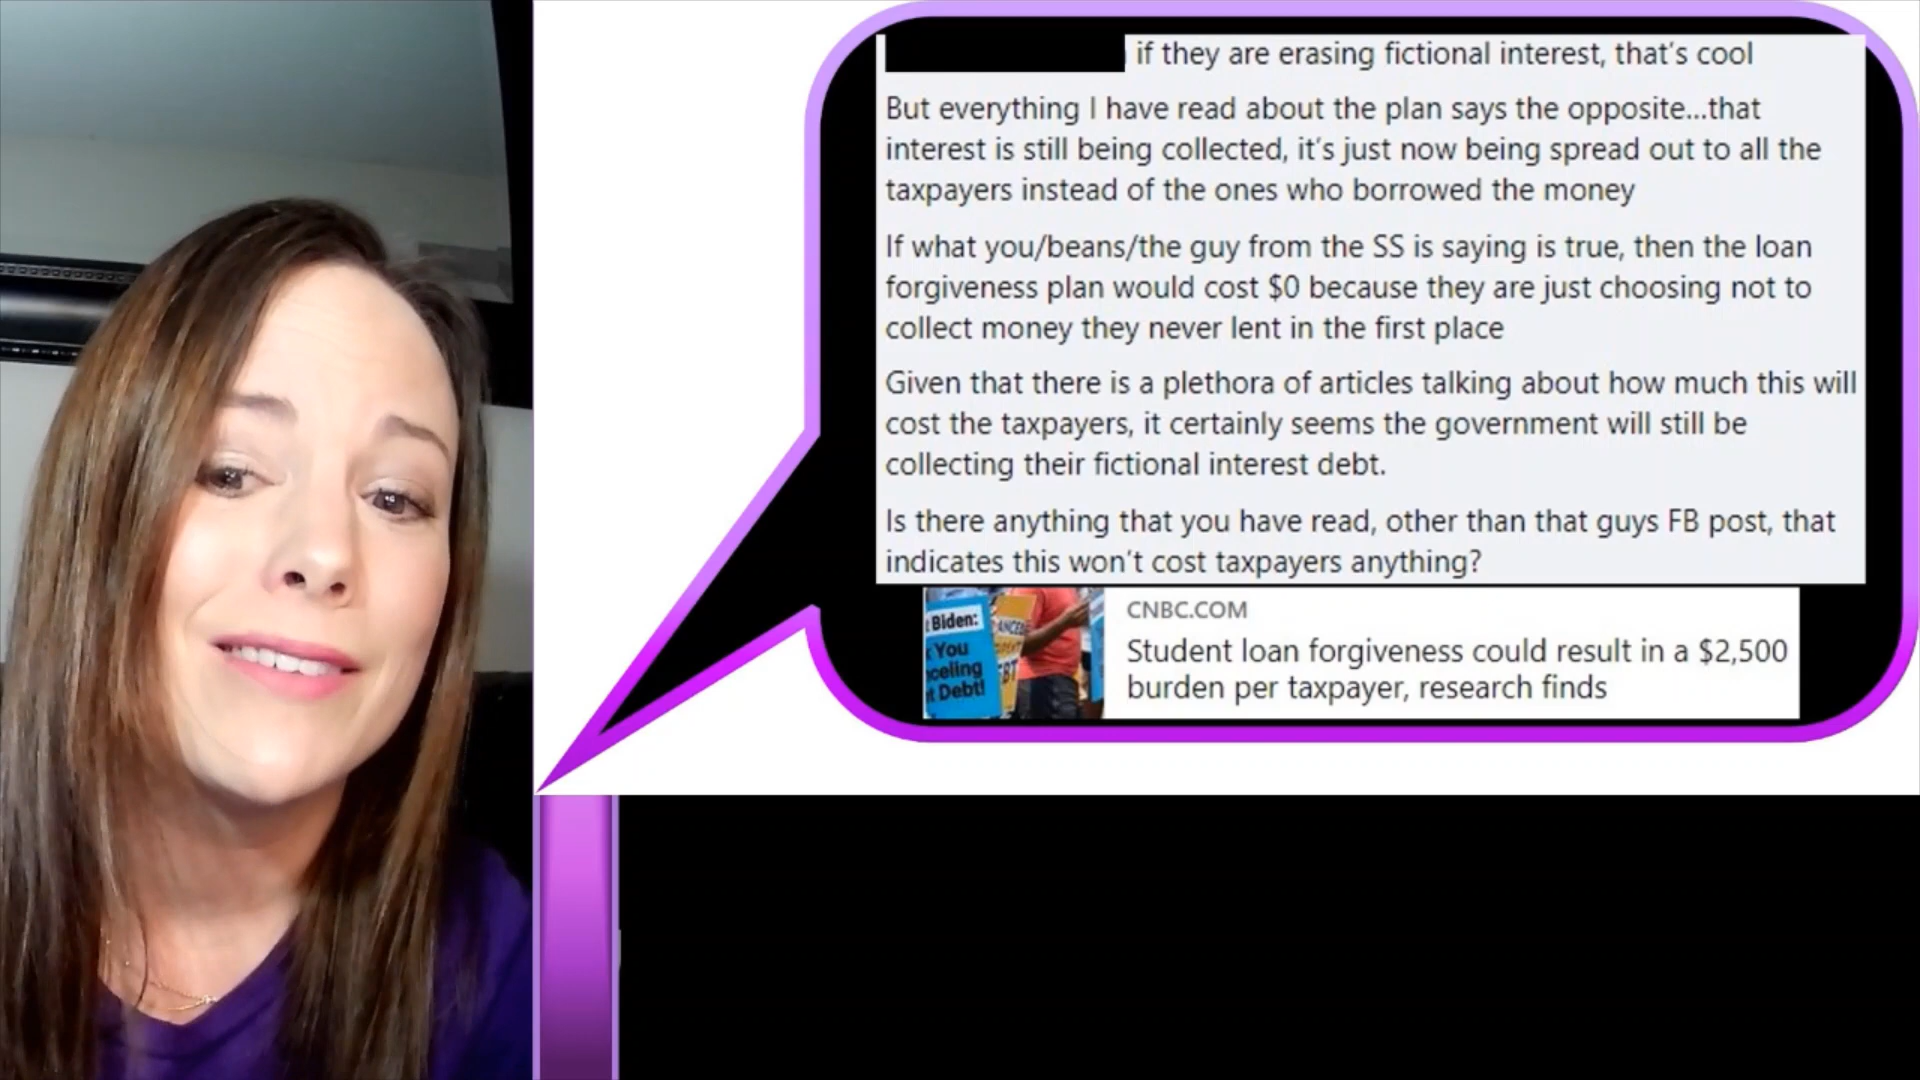 if they are erasing fictional interest, that's cool
But everything I have read about the plan says the opposite...that
interest is still being collected, it's just now being spread out to all the
taxpayers instead of the ones who borrowed the money
If what you/beans/the guy from the SS is saying is true, then the loan
forgiveness plan would cost $0 because they are just choosing not to
collect money they never lent in the first place
Given that there is a plethora of articles talking about how much this will
cost the taxpayers, it certainly seems the government will still be
collecting their fictional interest debt.
Is there anything that you have read, other than that guys FB post, that
indicates this won't cost taxpayers anything?
CNBC.COM
Student loan forgiveness could result in a $2,500
burden per taxpayer, research finds
t Biden:
You
celing
t Debt!